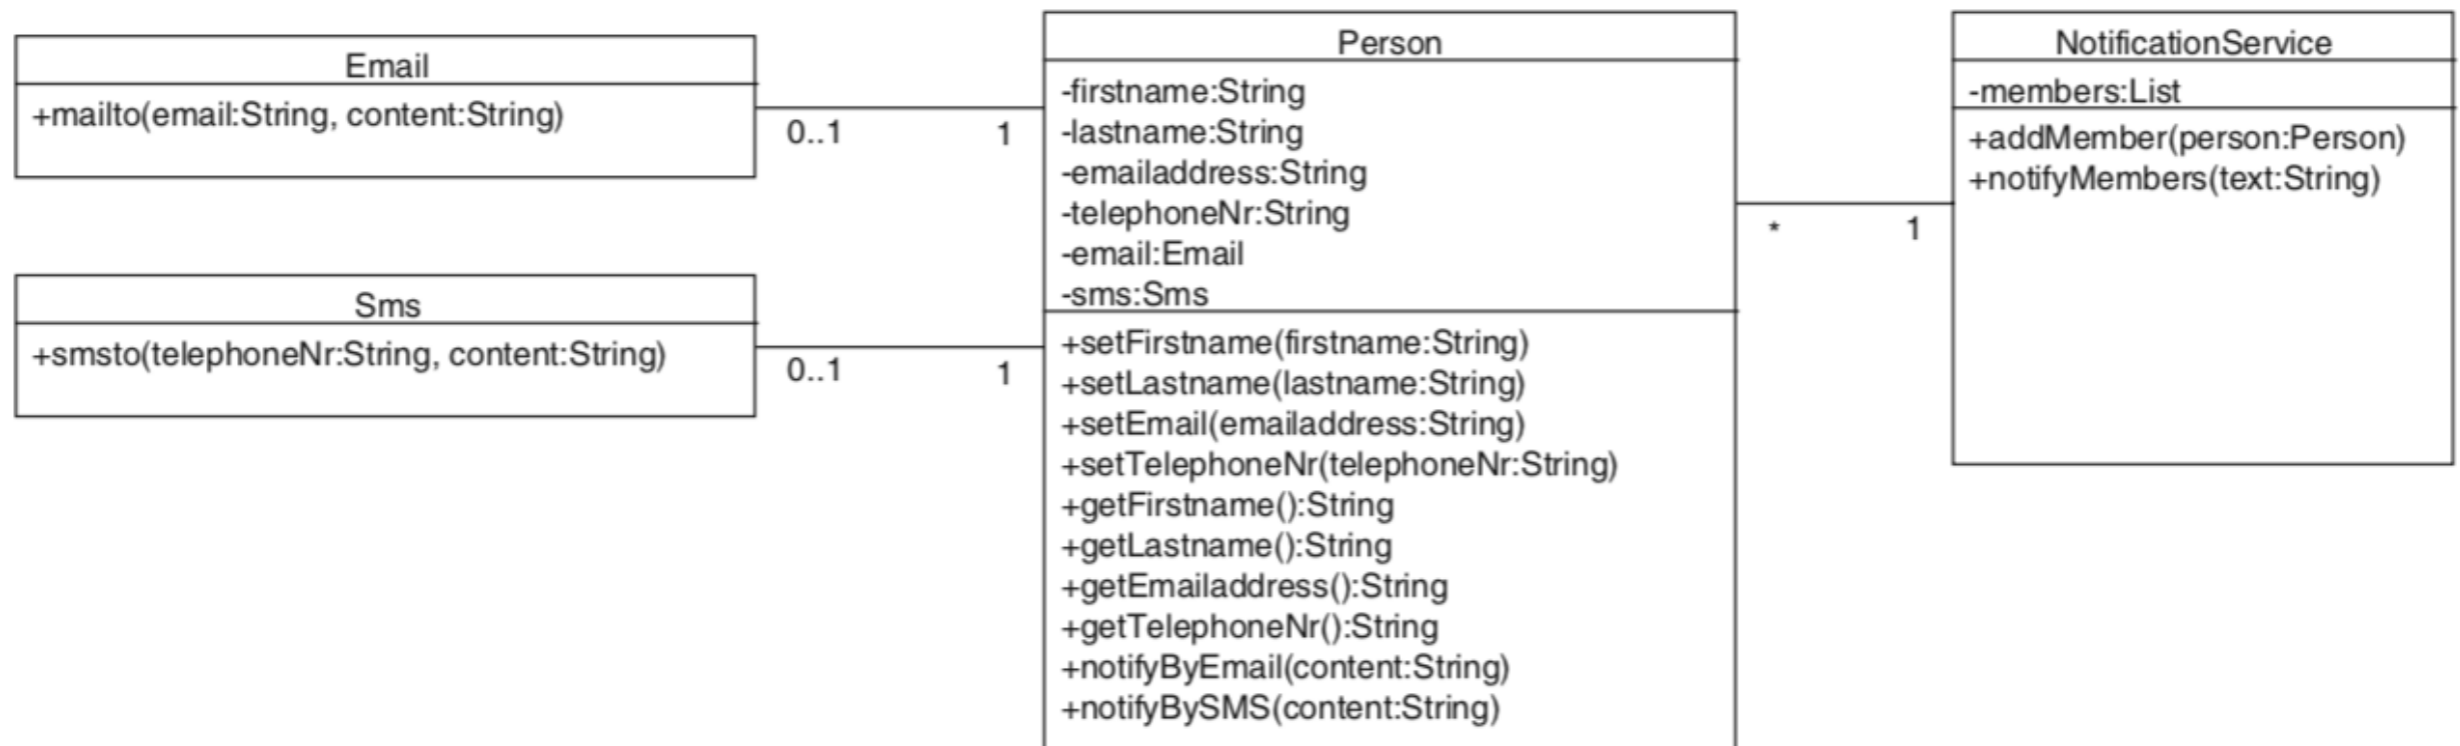 Email
+mailto(email:String, content:String)
0..1
1
Sms
+smsto(telephoneNr:String, content:String)
0..1
1
Person
-firstname:String
-lastname:String
-emailaddress:String
-telephoneNr:String
-email:Email
-sms:Sms
+setFirstname(firstname:String)
+setLastname(lastname:String)
+setEmail(emailaddress:String)
+setTelephoneNr(telephoneNr:String)
+getFirstname():String
+getLastname():String
+getEmailaddress():String
+getTelephoneNr():String
+notifyByEmail(content:String)
+notifyBySMS(content:String)
*
1
NotificationService
-members:List
+addMember(person:Person)
+notifyMembers(text:String)